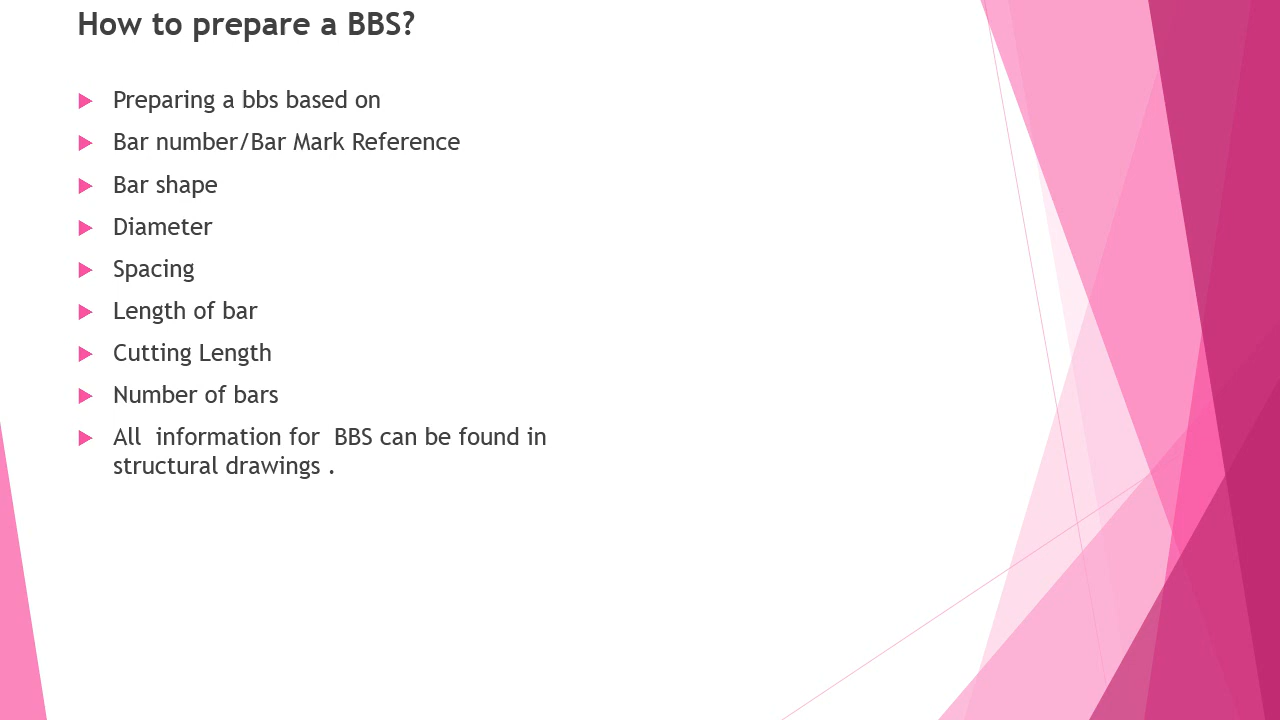 How to prepare a BBS?
Preparing a bbs based on
Bar number/Bar Mark Reference
Bar shape
Diameter
Spacing
Length of bar
Cutting Length
Number of bars
All  information for  BBS can be found in
structural drawings .